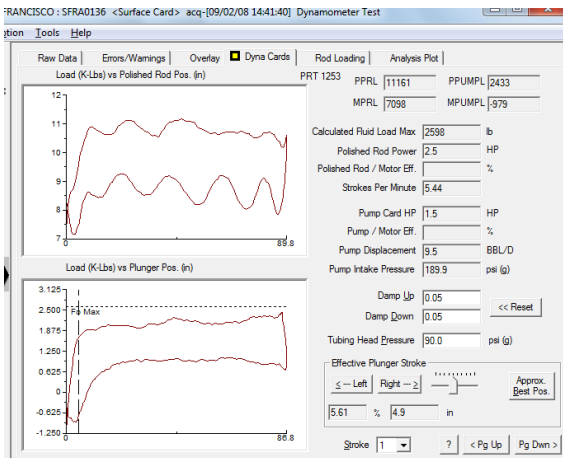 FRANCISCO : SFRA0136 <Surface Card> acq-[09/02/08 14:41:40] Dynamometer Test
ption Tools Help
Raw Data Errors/Warnings Overlay Dyna Cards Rod Loading Analysis Plot
Load (K-Lbs) vs Polished Rod Pos. (in)
12
11
10
9
8
7
0
89.8
Load (K-Lbs) vs Plunger Pos. (in)
3.125
2.500
1.875
1.250
0.625
0
-0.625
-1.250
Fo Max
0
86.8
PRT 1253 PPRL 11161 PPUMPL 2433
MPRL 7098 MPUMPL -979
Calculated Fluid Load Max 2598 lb
Polished Rod Power 2.5 HP
Polished Rod / Motor Eff. %
Strokes Per Minute 5.44
Pump Card HP 1.5 HP
Pump / Motor Eff. %
Pump Displacement 9.5 BBL/D
Pump Intake Pressure 189.9 psi (g)
Damp Up 0.05
Damp Down 0.05
<< Reset
Tubing Head Pressure 90.0 psi (g)
Effective Plunger Stroke
< -- Left Right -- >
Approx.
Best Pos.
5.61 % 4.9 in
Stroke 1 ? < Pg Up Pg Dwn >